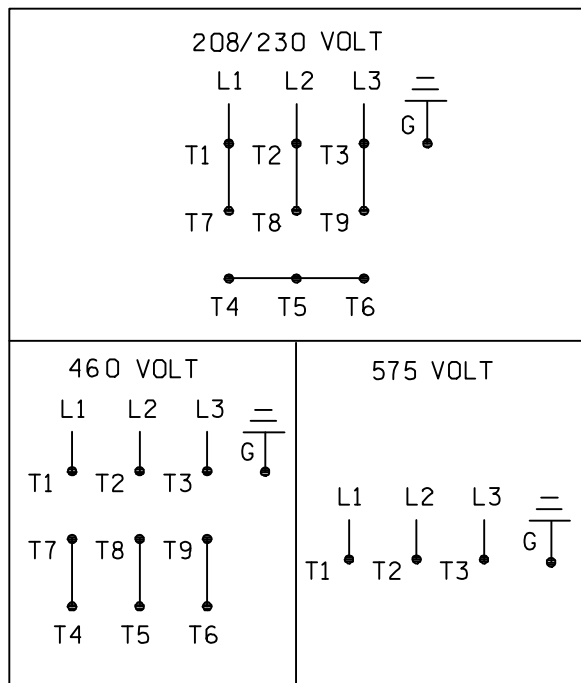 208/230 VOLT
L1 L2 L3
G
T1 T2 T3
T7 T8 T9
T4 T5 T6
460 VOLT
L1 L2 L3
G
T1 T2 T3
T7 T8 T9
T4 T5 T6
575 VOLT
L1 L2 L3
G
T1 T2 T3